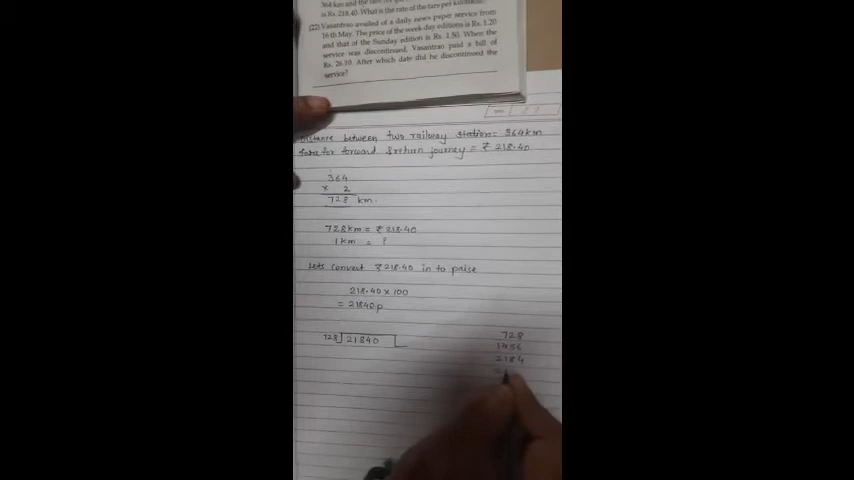 364 km and the
is Rs. 218.40. What is the rate of the fare per kilometre?
(22) Vasantrao availed of a daily news paper service from
16 th May. The price of the week day editions is Rs. 1.20
and that of the Sunday edition is Rs. 1.50. When the
service was discontinued, Vasantrao paid a bill of
Rs. 26.10. After which date did he discontinued the
service?
Distance between two railway station = 364km
fare for forward & return journey = ₹ 218.40
364
x 2
728 km.
728km = ₹ 218.40
1km = ?
Lets convert ₹ 218.40 in to paise
218.40 x 100
= 21840 p
728 21840
728
1456
2184